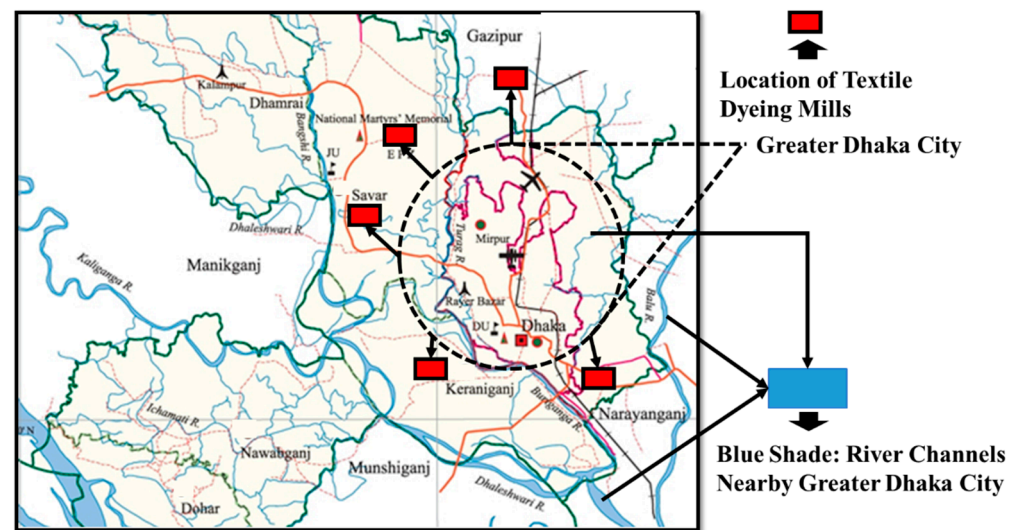 Gazipur
Kalampur
Dhamrai
National Martyrs' Memorial
Bangshi R.
JU
Savar
Dhaleshwari R.
Turag R.
Mirpur
Manikganj
Kaliganga R.
Rayer Bazar
Balu R.
DU
Dhaka
Keraniganj
Buriganga R.
Narayanganj
Ichamati R.
Nawabganj
Munshiganj
Dhaleshwari R.
Dohar
Location of Textile
Dyeing Mills
Greater Dhaka City
Blue Shade: River Channels
Nearby Greater Dhaka City